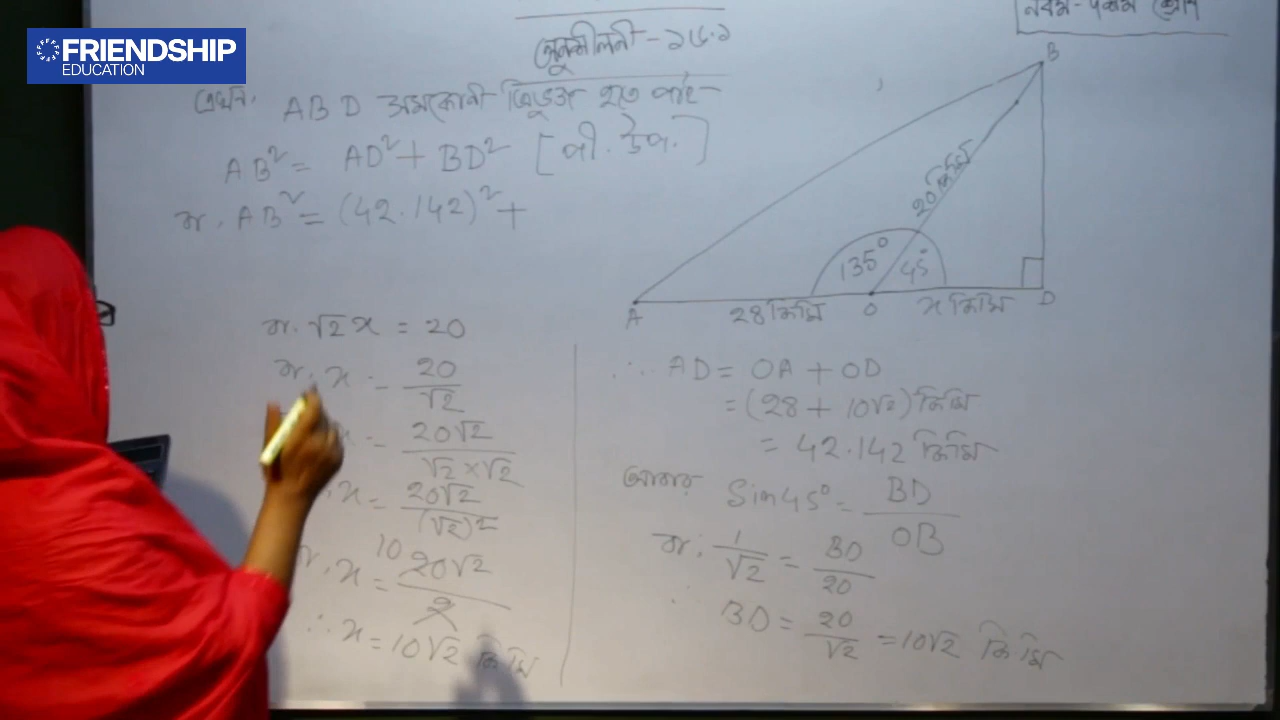 FRIENDSHIP
EDUCATION
নবম-দশম শ্রেণি
অনুশীলনী - ১৬.১
এখন, ABD সমকোণী ত্রিভুজ হতে পাই-
AB² = AD² + BD² [পী. উপ.]
বা, AB² = (42.142)² +
বা, √2 x = 20
বা, x = 20/√2
x = 20√2/(√2 × √2)
x = 20√2/(√2)²
বা, x = 20√2/2 10
∴ x = 10√2 কিমি
B
20 কিমি
135° 45°
A 28 কিমি O x কিমি D
∴ AD = OA + OD
= (28 + 10√2) কিমি
= 42.142 কিমি
আবার Sin45° = BD/OB
বা, 1/√2 = BD/20
∴ BD = 20/√2 = 10√2 কিমি